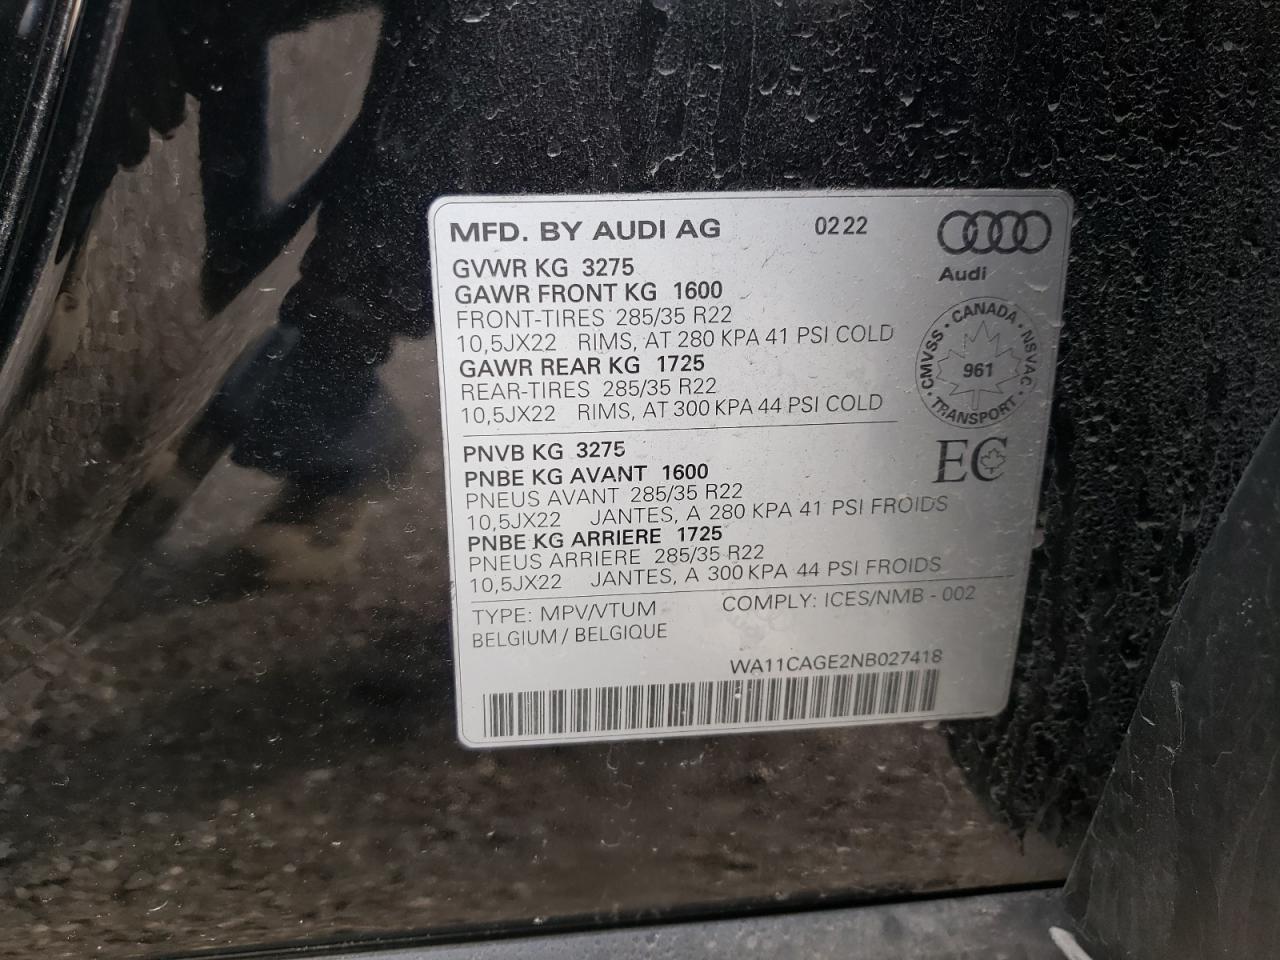 MFD. BY AUDI AG 0222
Audi
GVWR KG 3275
GAWR FRONT KG 1600
FRONT-TIRES 285/35 R22
10,5JX22 RIMS, AT 280 KPA 41 PSI COLD
GAWR REAR KG 1725
REAR-TIRES 285/35 R22
10,5JX22 RIMS, AT 300 KPA 44 PSI COLD
CMVSS · CANADA · NSVAC · TRANSPORT ·
961
PNVB KG 3275
PNBE KG AVANT 1600
PNEUS AVANT 285/35 R22
10,5JX22 JANTES, A 280 KPA 41 PSI FROIDS
PNBE KG ARRIERE 1725
PNEUS ARRIERE 285/35 R22
10,5JX22 JANTES, A 300 KPA 44 PSI FROIDS
EC
TYPE: MPV/VTUM COMPLY: ICES/NMB - 002
BELGIUM / BELGIQUE
WA11CAGE2NB027418